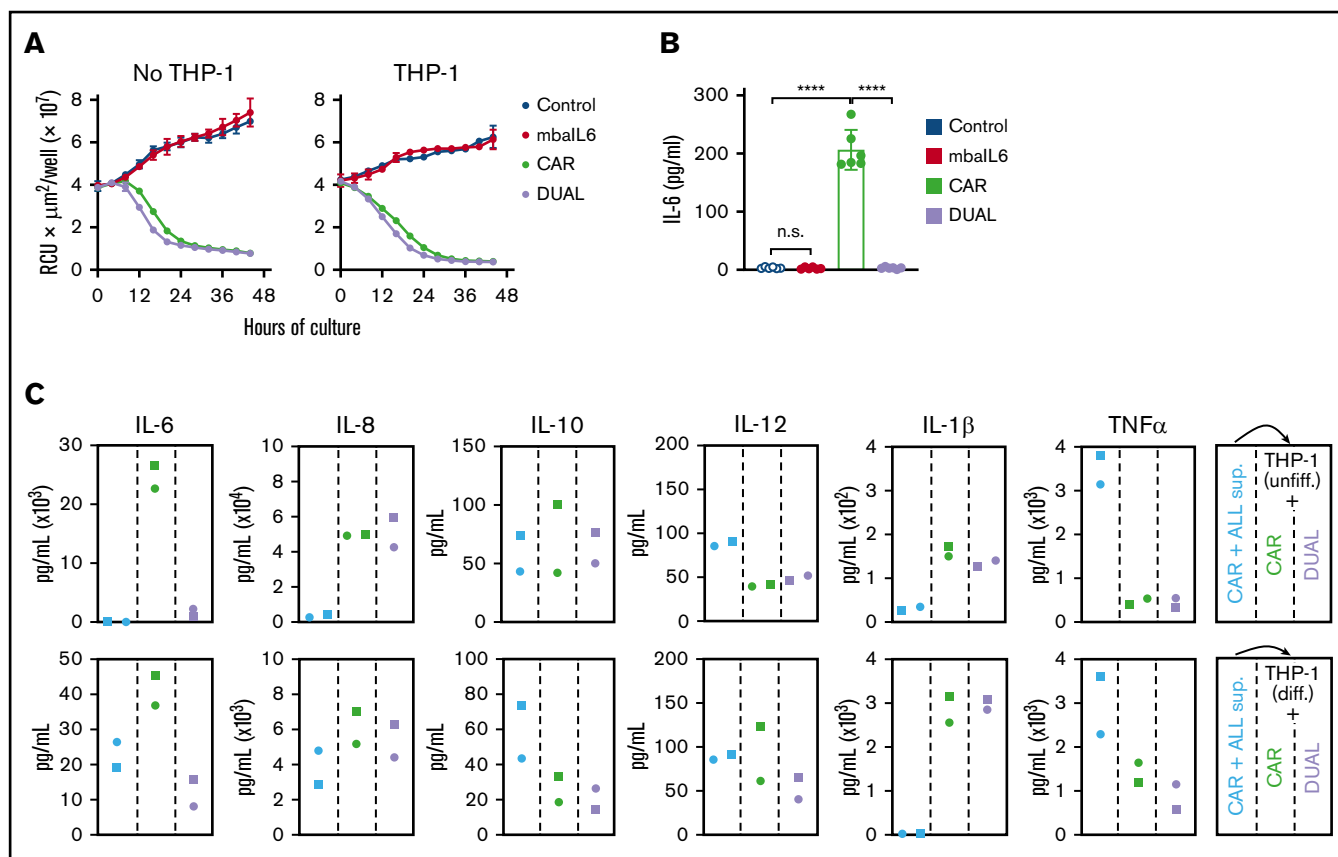 A
No THP-1
THP-1
RCU × μm²/well (× 10⁷)
8
6
4
2
0
0 12 24 36 48
8
6
4
2
0
0 12 24 36 48
Hours of culture
Control
mbaIL6
CAR
DUAL
B
IL-6 (pg/ml)
300
200
100
0
****
****
n.s.
Control
mbaIL6
CAR
DUAL
C
IL-6
pg/mL (x10³)
30
20
10
0
IL-8
pg/mL (x10⁴)
10
8
6
4
2
0
IL-10
pg/mL
150
100
50
0
IL-12
pg/mL
200
150
100
50
0
IL-1β
pg/mL (x10²)
4
3
2
1
0
TNFα
pg/mL (x10³)
4
3
2
1
0
CAR + ALL sup.
THP-1
(undiff.)
+
CAR
DUAL
pg/mL
50
40
30
20
10
0
pg/mL (x10³)
10
8
6
4
2
0
pg/mL
100
80
60
40
20
0
pg/mL
200
150
100
50
0
pg/mL (x10³)
4
3
2
1
0
pg/mL (x10³)
4
3
2
1
0
CAR + ALL sup.
THP-1
(diff.)
+
CAR
DUAL